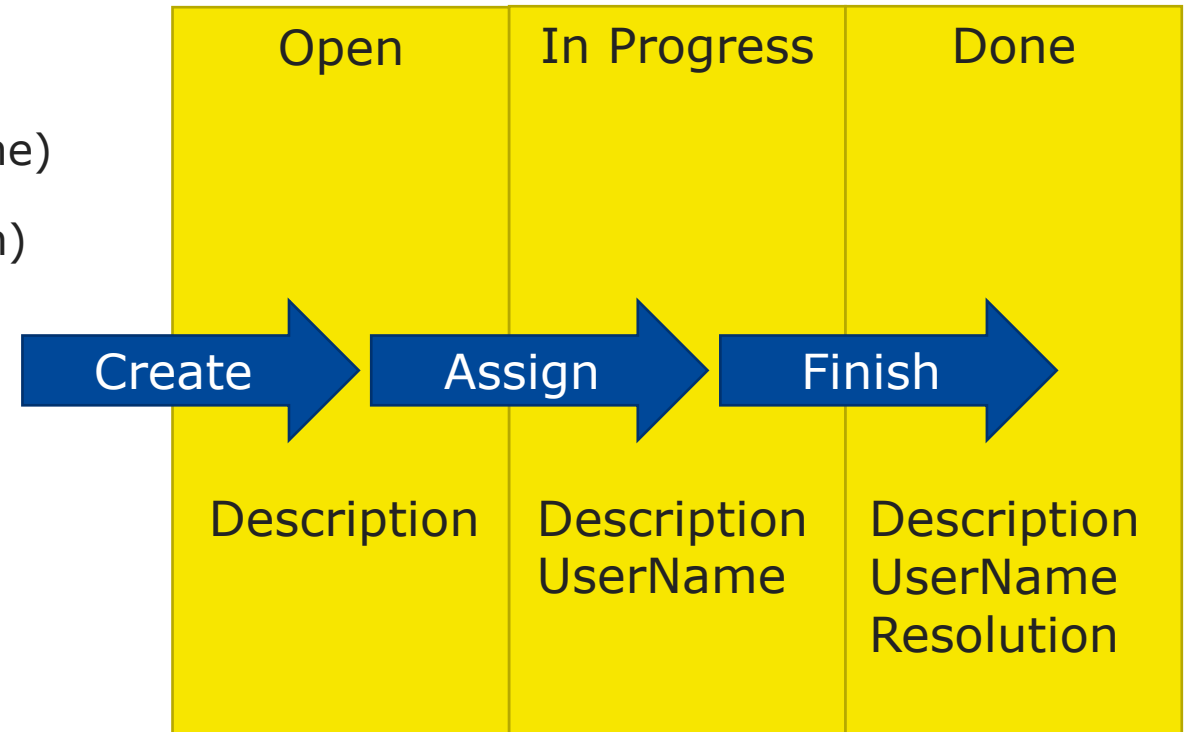 Open
In Progress
Done
ne)
n)
Create
Assign
Finish
Description
Description
UserName
Description
UserName
Resolution